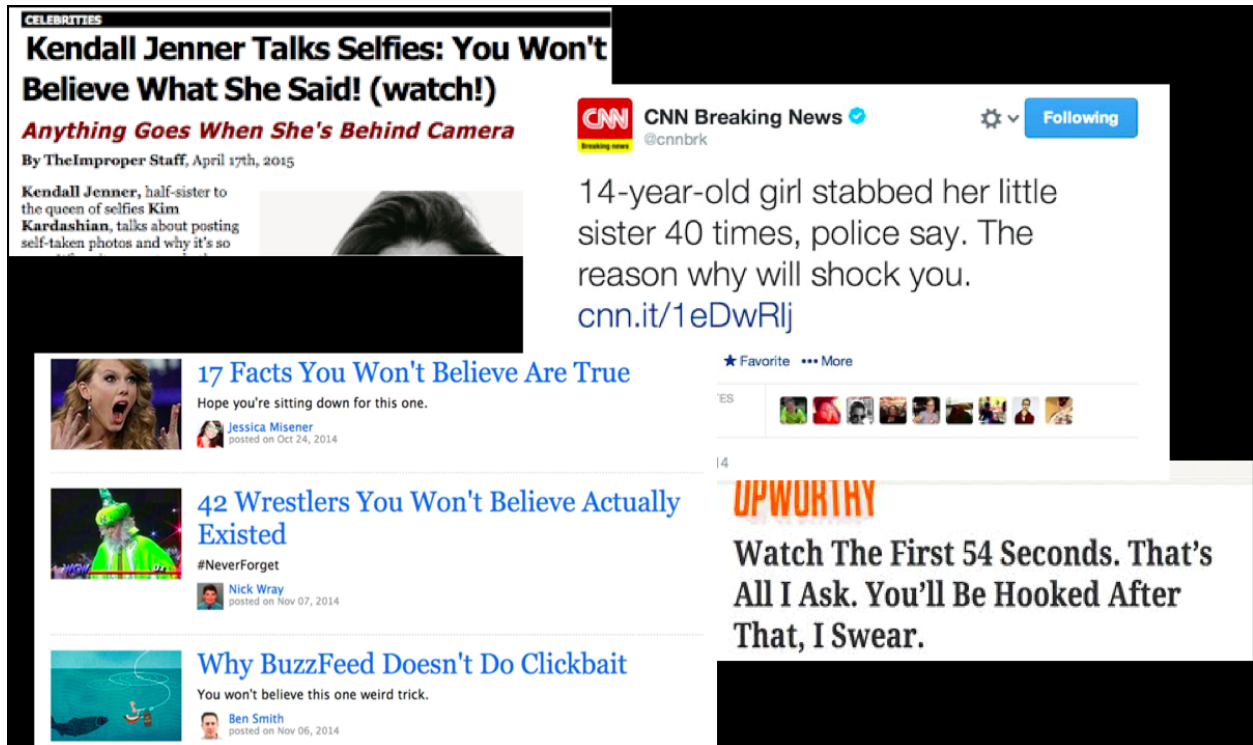 CELEBRITIES
Kendall Jenner Talks Selfies: You Won't
Believe What She Said! (watch!)
Anything Goes When She's Behind Camera
By TheImproper Staff, April 17th, 2015
Kendall Jenner, half-sister to
the queen of selfies Kim
Kardashian, talks about posting
self-taken photos and why it's so
CNN
Breaking news
CNN Breaking News
@cnnbrk
Following
14-year-old girl stabbed her little
sister 40 times, police say. The
reason why will shock you.
cnn.it/1eDwRlj
Favorite ••• More
ES
14
17 Facts You Won't Believe Are True
Hope you're sitting down for this one.
Jessica Misener
posted on Oct 24, 2014
42 Wrestlers You Won't Believe Actually
Existed
#NeverForget
Nick Wray
posted on Nov 07, 2014
Why BuzzFeed Doesn't Do Clickbait
You won't believe this one weird trick.
Ben Smith
posted on Nov 06, 2014
UPWORTHY
Watch The First 54 Seconds. That's
All I Ask. You'll Be Hooked After
That, I Swear.